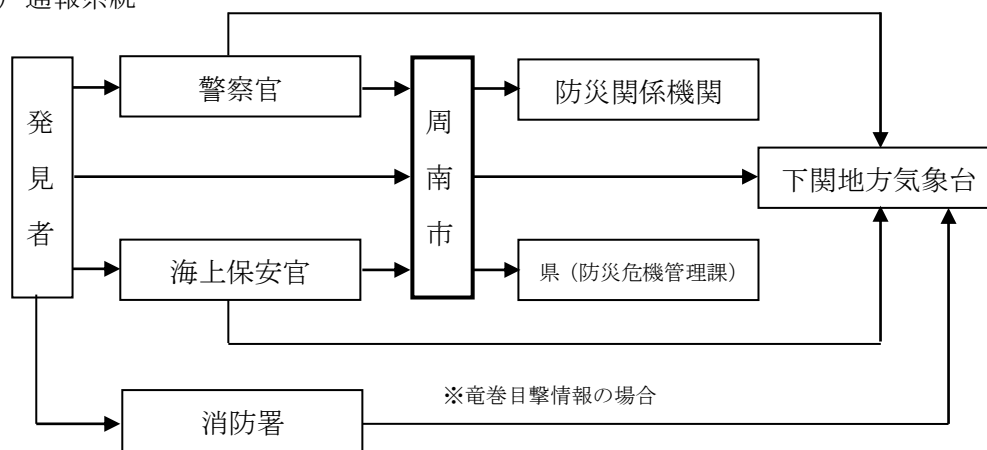 ）通報系統
警察官
防災関係機関
発見者
周南市
下関地方気象台
海上保安官
県（防災危機管理課）
※竜巻目撃情報の場合
消防署